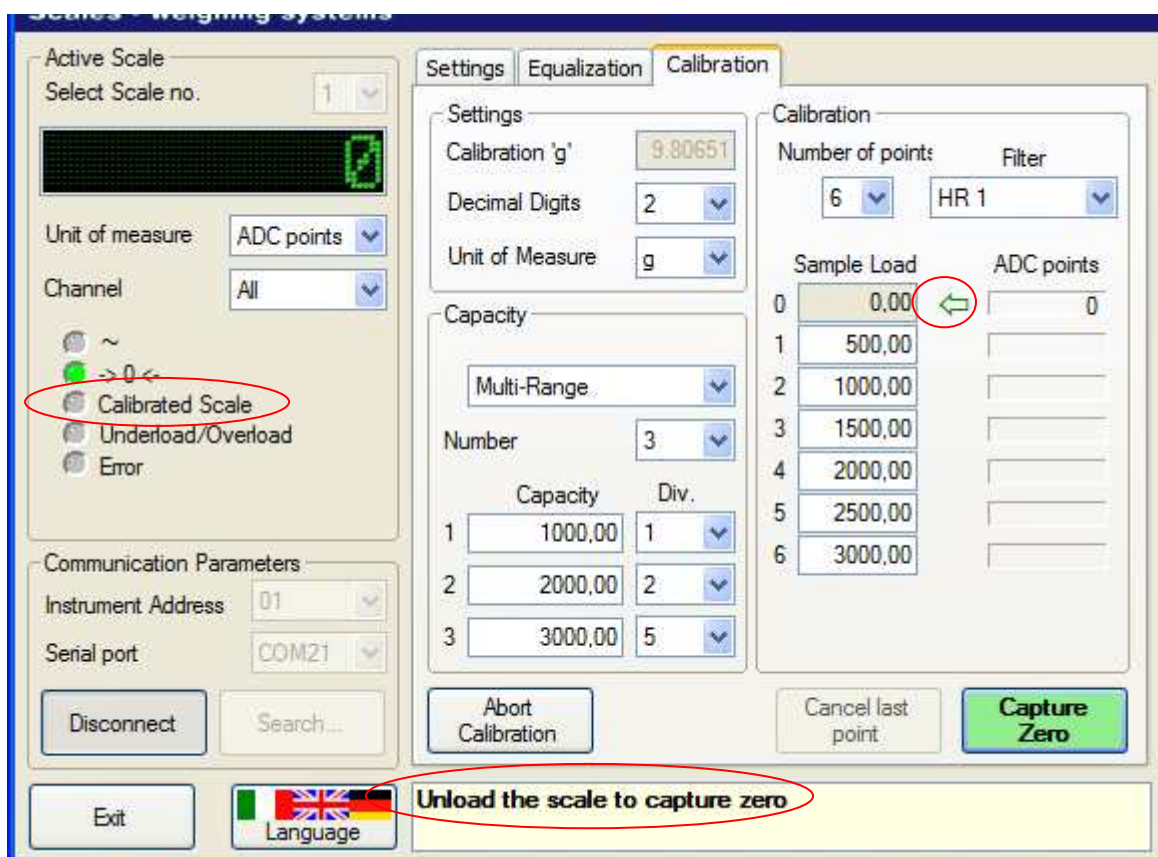 Scales - weighing systems
Active Scale
Select Scale no. 1
0
Unit of measure ADC points
Channel All
~
-> 0 <-
Calibrated Scale
Underload/Overload
Error
Communication Parameters
Instrument Address 01
Serial port COM21
Disconnect Search...
Exit Language
Settings Equalization Calibration
Settings
Calibration 'g' 9.80651
Decimal Digits 2
Unit of Measure g
Capacity
Multi-Range
Number 3
Capacity Div.
1 1000,00 1
2 2000,00 2
3 3000,00 5
Calibration
Number of points Filter
6 HR 1
Sample Load ADC points
0 0,00 0
1 500,00
2 1000,00
3 1500,00
4 2000,00
5 2500,00
6 3000,00
Abort
Calibration
Cancel last
point
Capture
Zero
Unload the scale to capture zero